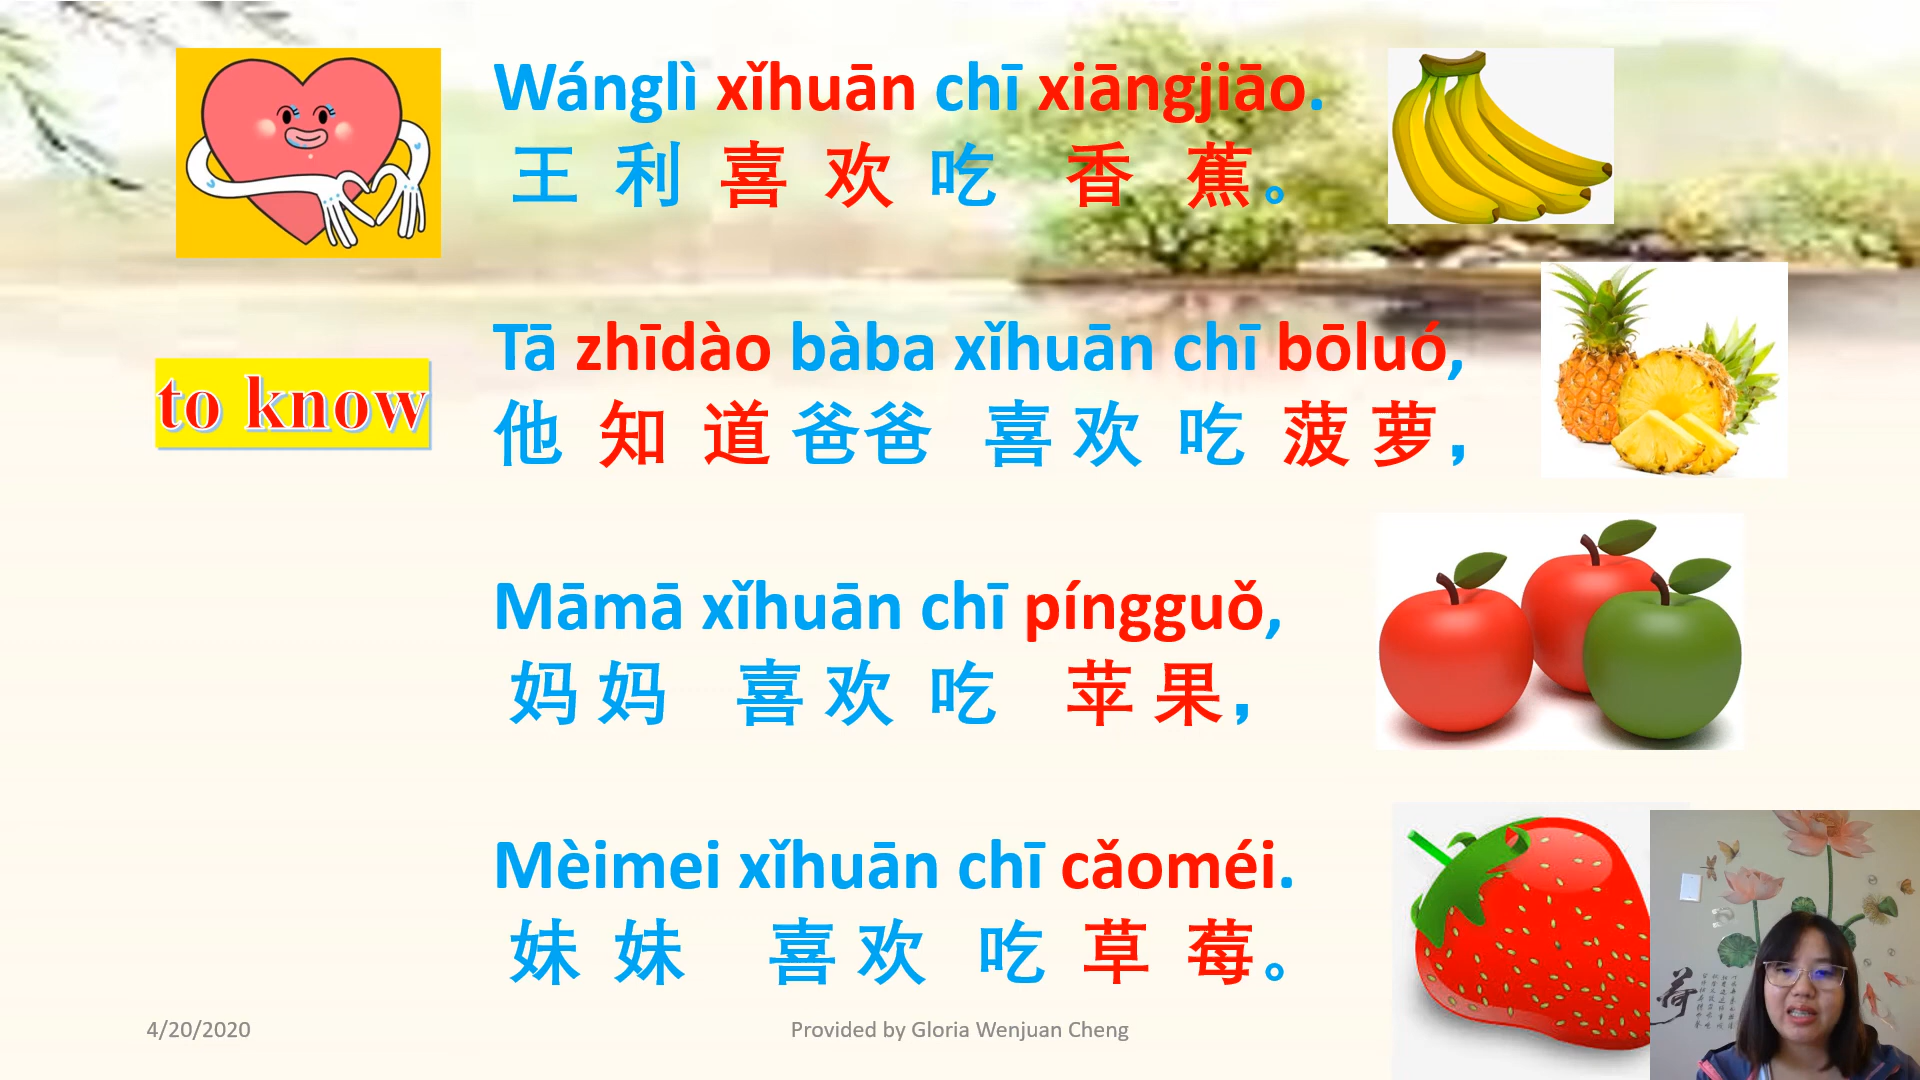 Wánglì xǐhuān chī xiāngjiāo.
王利喜欢吃香蕉。
to know
Tā zhīdào bàba xǐhuān chī bōluó,
他知道爸爸喜欢吃菠萝，
Māmā xǐhuān chī píngguǒ,
妈妈喜欢吃苹果，
Mèimei xǐhuān chī cǎoméi.
妹妹喜欢吃草莓。
4/20/2020
Provided by Gloria Wenjuan Cheng
荷